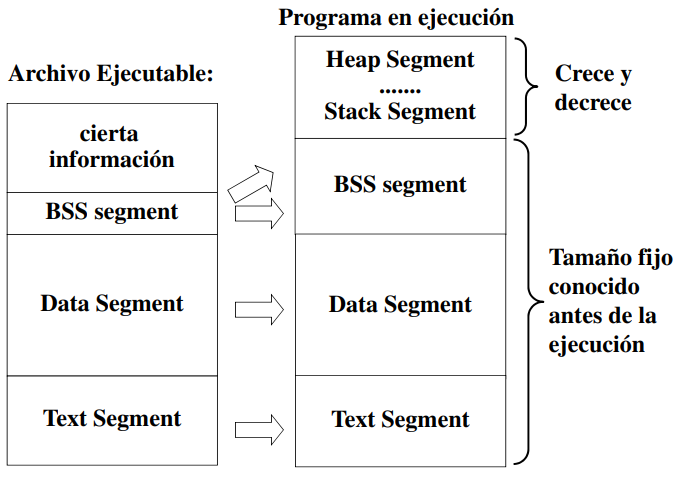 Programa en ejecución
Archivo Ejecutable:
cierta
información
BSS segment
Data Segment
Text Segment
Heap Segment
.......
Stack Segment
BSS segment
Data Segment
Text Segment
Crece y
decrece
Tamaño fijo
conocido
antes de la
ejecución